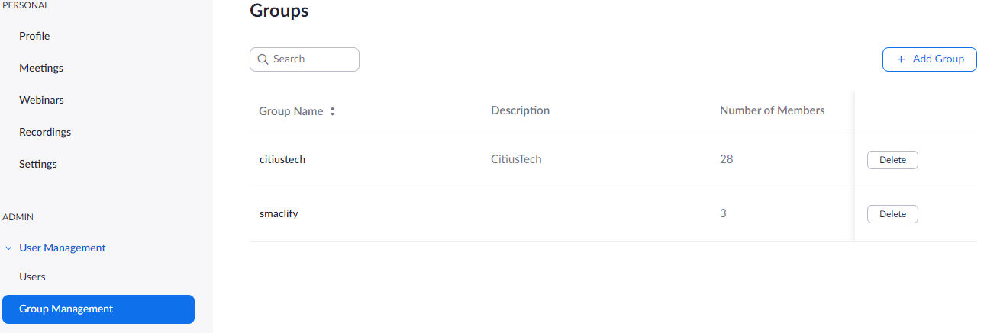 PERSONAL
Profile
Meetings
Webinars
Recordings
Settings
ADMIN
User Management
Users
Group Management
Groups
Search
+ Add Group
Group Name Description Number of Members
citiustech CitiusTech 28 Delete
smaclify 3 Delete